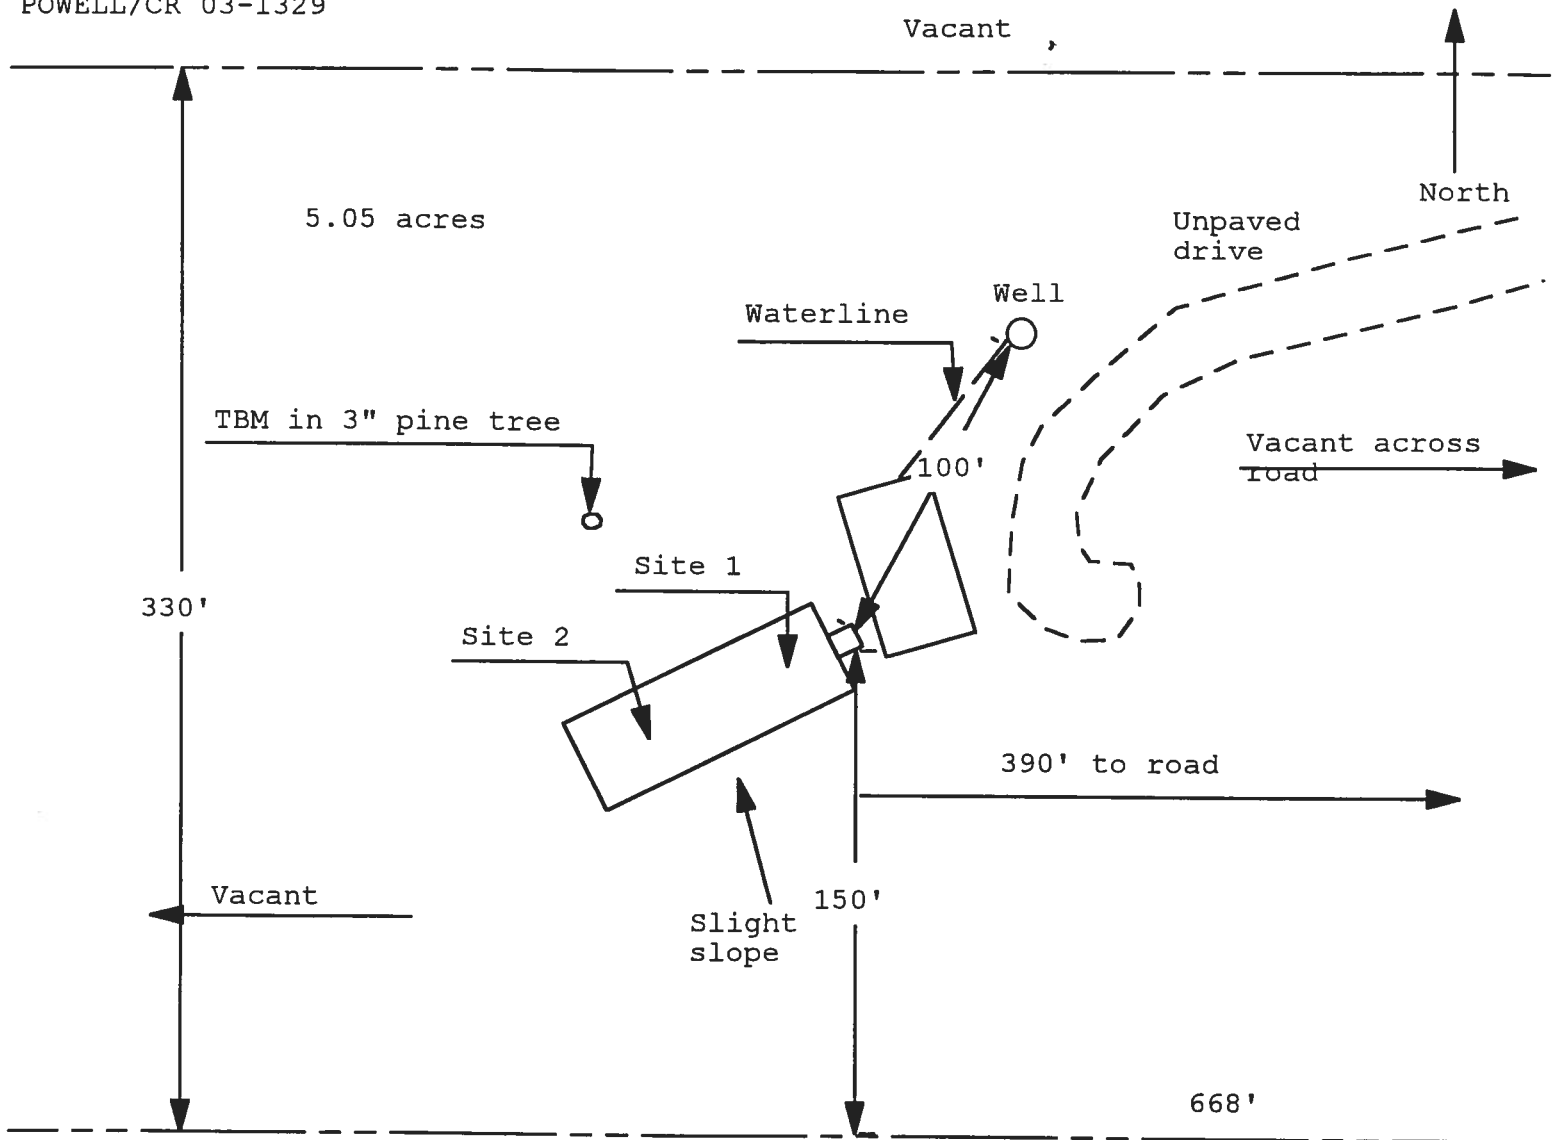 POWELL/CR 03-1329
Vacant
North
5.05 acres
Unpaved
drive
Well
Waterline
TBM in 3" pine tree
Vacant across
road
100'
Site 1
330'
Site 2
390' to road
Vacant
150'
Slight
slope
668'